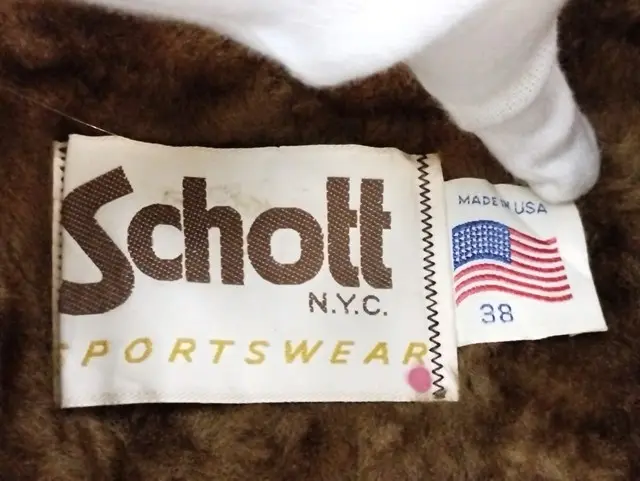 Schott
N.Y.C.
SPORTSWEAR
MADE IN USA
38